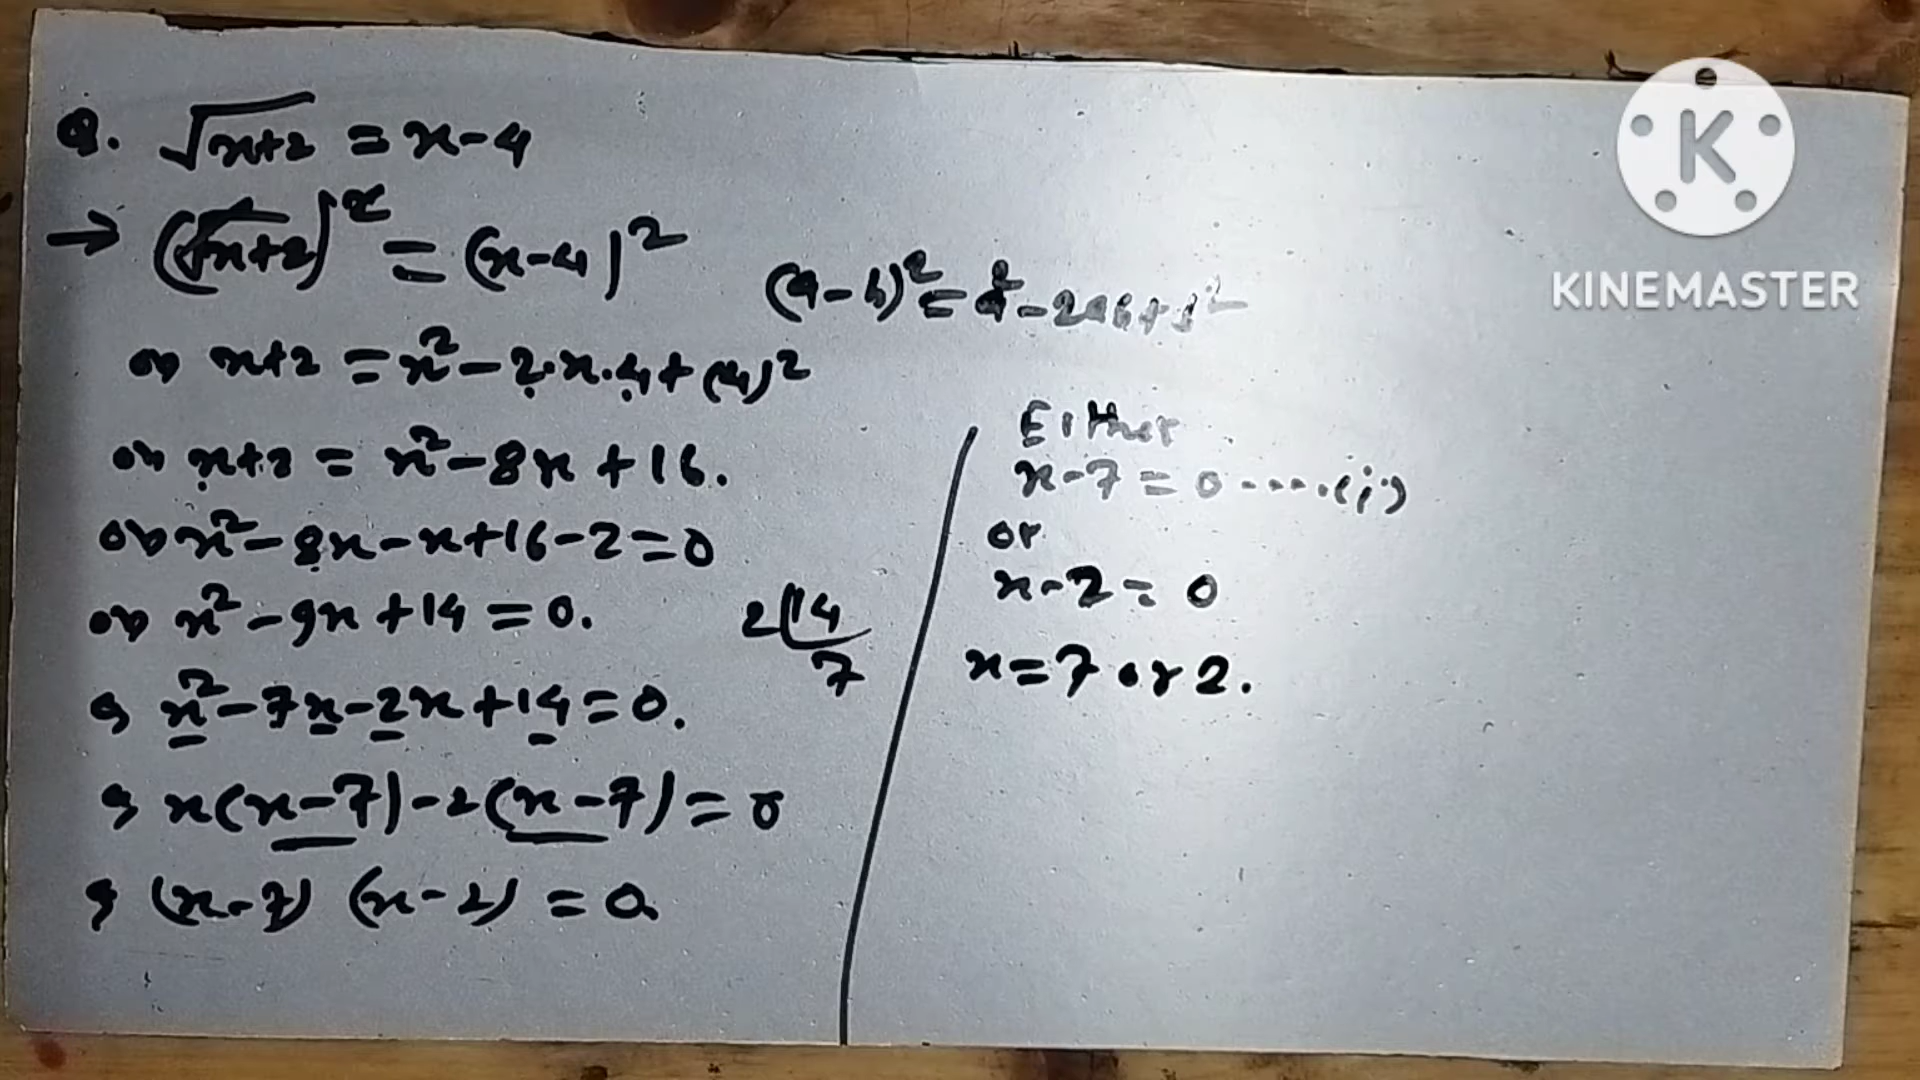 Q. √x+2 = x-4
→ (√x+2)² = (x-4)²
(a-b)² = a²-2ab+b²
or x+2 = x²-2·x·4+(4)²
or x+2 = x²-8x+16.
or x²-8x-x+16-2=0
or x²-9x+14=0.
2 14
7
or x²-7x-2x+14=0.
or x(x-7)-2(x-7)=0
or (x-7) (x-2) = 0
Either
x-7=0.....(i)
or
x-2=0
x=7 or 2.
K
KINEMASTER